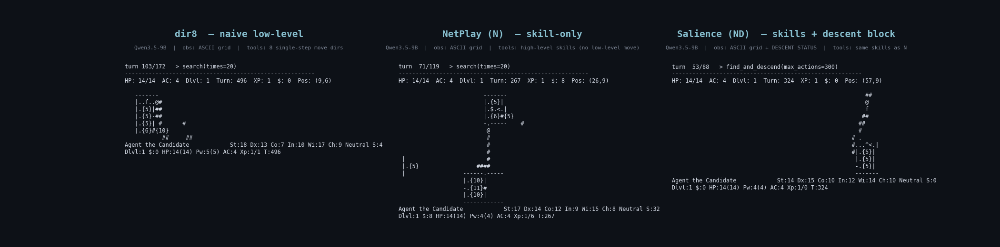 dir8  — naive low-level
Qwen3.5-9B  |  obs: ASCII grid  |  tools: 8 single-step move dirs
turn 103/172   > search(times=20)
--------------------------------------------------------
HP: 14/14  AC: 4  Dlvl: 1  Turn: 496  XP: 1  $: 0  Pos: (9,6)
   -------
   |..f..@#
   |.{5}|##
   |.{5}-##
   |.{5}| #      #
   |.{6}#{10}
   ------- ##     ##
Agent the Candidate            St:18 Dx:13 Co:7 In:10 Wi:17 Ch:9 Neutral S:4
Dlvl:1 $:0 HP:14(14) Pw:5(5) AC:4 Xp:1/1 T:496
NetPlay (N)  — skill-only
Qwen3.5-9B  |  obs: ASCII grid  |  tools: high-level skills (no low-level move)
turn  71/119   > search(times=20)
--------------------------------------------------------
HP: 14/14  AC: 4  Dlvl: 1  Turn: 267  XP: 1  $: 8  Pos: (26,9)
                         -------
                         |.{5}|
                         |.$.<.|
                         |.{6}#{5}
                         -.-----    #
                          @
                          #
                          #
                          #
 |                        #
 |.{5}                 ####
 |                 ------.-----
                   |.{10}|
                   -.{11}#
                   |.{10}|
                   ------------
Agent the Candidate            St:17 Dx:14 Co:12 In:9 Wi:15 Ch:8 Neutral S:32
Dlvl:1 $:8 HP:14(14) Pw:4(4) AC:4 Xp:1/6 T:267
Salience (ND)  — skills + descent block
Qwen3.5-9B  |  obs: ASCII grid + DESCENT STATUS  |  tools: same skills as N
turn  53/88   > find_and_descend(max_actions=300)
--------------------------------------------------------
HP: 14/14  AC: 4  Dlvl: 1  Turn: 324  XP: 1  $: 0  Pos: (57,9)
                                                         ##
                                                         @
                                                         f
                                                        ##
                                                       ##
                                                       #
                                                     #-.-----
                                                     #...^<.|
                                                     #|.{5}|
                                                      |.{5}|
                                                      -.{5}|
                                                      -------
Agent the Candidate            St:14 Dx:15 Co:10 In:12 Wi:14 Ch:10 Neutral S:0
Dlvl:1 $:0 HP:14(14) Pw:4(4) AC:4 Xp:1/0 T:324